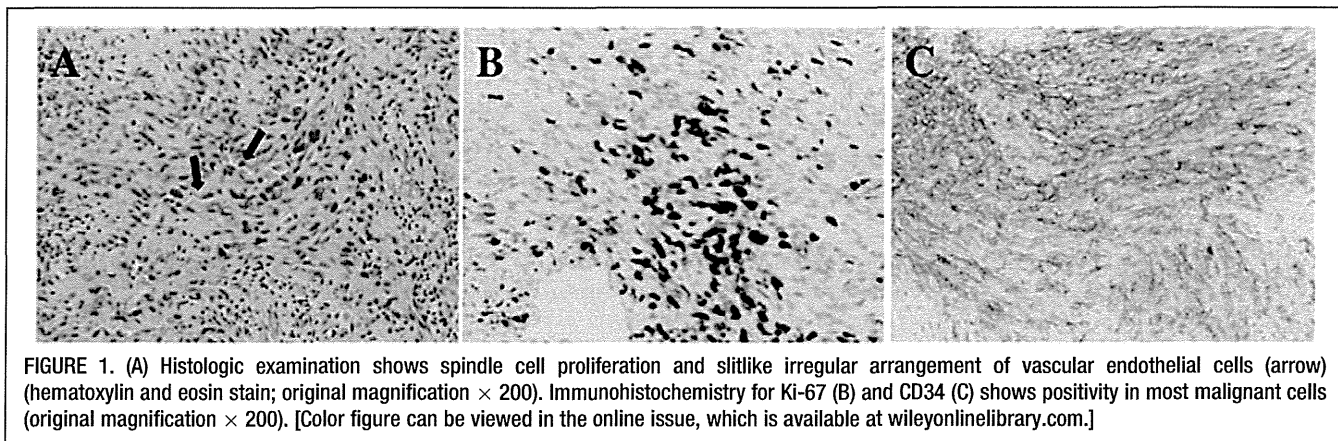 A
B
C
FIGURE 1. (A) Histologic examination shows spindle cell proliferation and slitlike irregular arrangement of vascular endothelial cells (arrow)
(hematoxylin and eosin stain; original magnification × 200). Immunohistochemistry for Ki-67 (B) and CD34 (C) shows positivity in most malignant cells
(original magnification × 200). [Color figure can be viewed in the online issue, which is available at wileyonlinelibrary.com.]